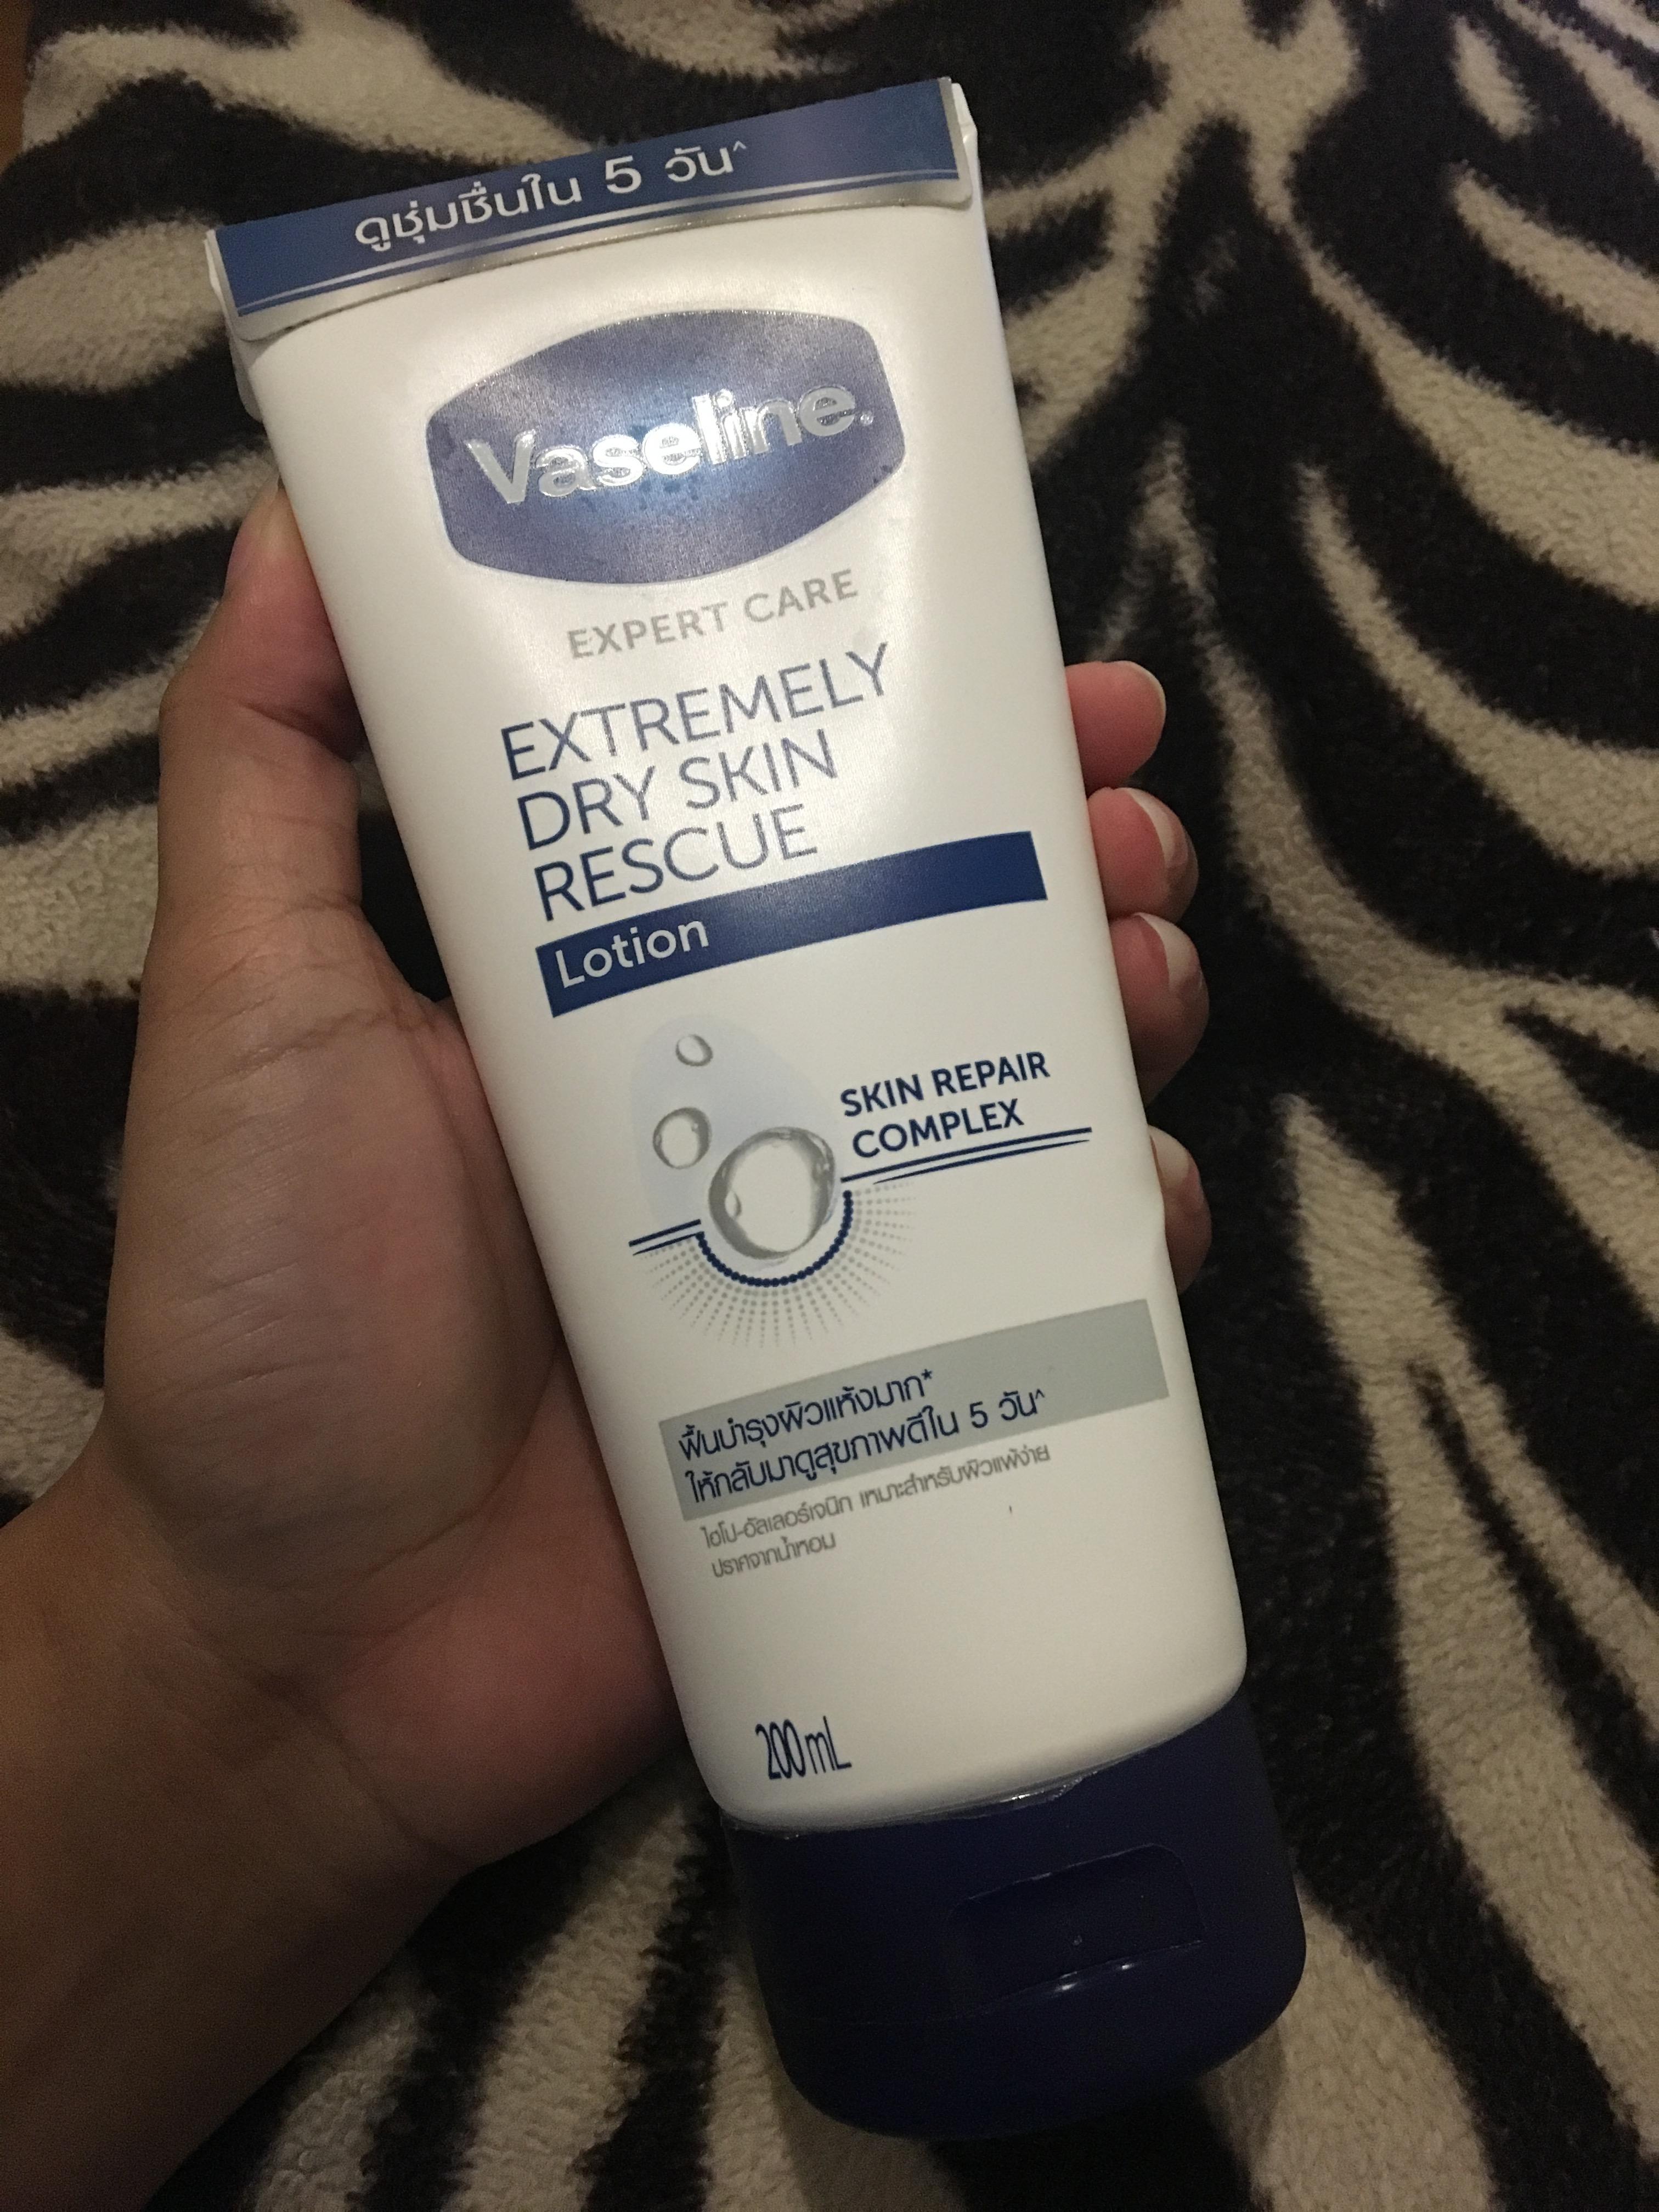 ดูชุ่มชื่นใน 5 วัน^
Vaseline.
EXPERT CARE
EXTREMELY
DRY SKIN
RESCUE
Lotion
SKIN REPAIR
COMPLEX
ฟื้นบำรุงผิวแห้งมาก*
ให้กลับมาดูสุขภาพดีใน 5 วัน^
ไฮโป-อัลเลอร์เจนิก เหมาะสำหรับผิวแพ้ง่าย
ปราศจากน้ำหอม
200mL